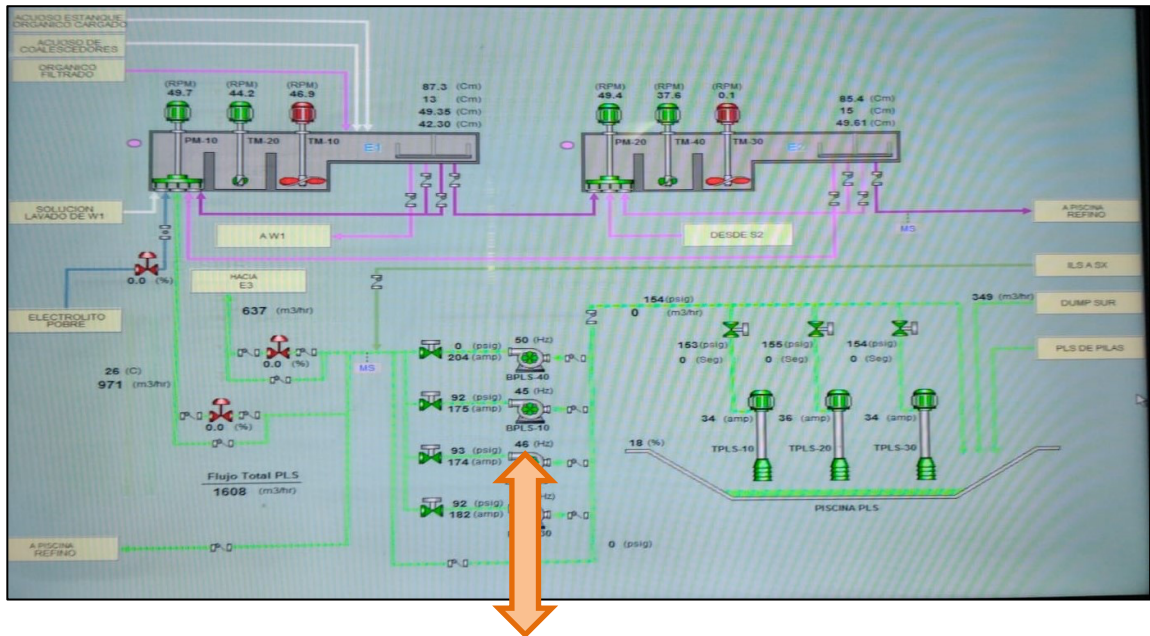 ACUOSO ESTANQUE
ORGANICO CARGADO
ACUOSO DE
COALESCEDORES
ORGANICO
FILTRADO
(RPM)
49.7
(RPM)
44.2
(RPM)
46.9
87.3 (Cm)
13 (Cm)
49.35 (Cm)
42.30 (Cm)
(RPM)
49.4
(RPM)
37.6
(RPM)
0.1
85.4 (Cm)
15 (Cm)
49.61 (Cm)
PM-10
TM-20
TM-10
E1
PM-20
TM-40
TM-30
E2
SOLUCION
LAVADO DE W1
A W1
DESDE S2
A PISCINA
REFINO
MS
0.0 (%)
HACIA
E3
ILS A SX
ELECTROLITO
POBRE
637 (m3/hr)
154 (psig)
0 (m3/hr)
349 (m3/hr)
DUMP SUR
PLS DE PILAS
26 (C)
971 (m3/hr)
0.0 (%)
MS
0 (psig)
204 (amp)
50 (Hz)
BPLS-40
153 (psig)
0 (Seg)
155 (psig)
0 (Seg)
154 (psig)
0 (Seg)
92 (psig)
175 (amp)
45 (Hz)
BPLS-10
34 (amp)
36 (amp)
34 (amp)
0.0 (%)
93 (psig)
174 (amp)
46 (Hz)
18 (%)
TPLS-10
TPLS-20
TPLS-30
Flujo Total PLS
1608 (m3/hr)
92 (psig)
182 (amp)
PISCINA PLS
A PISCINA
REFINO
0 (psig)